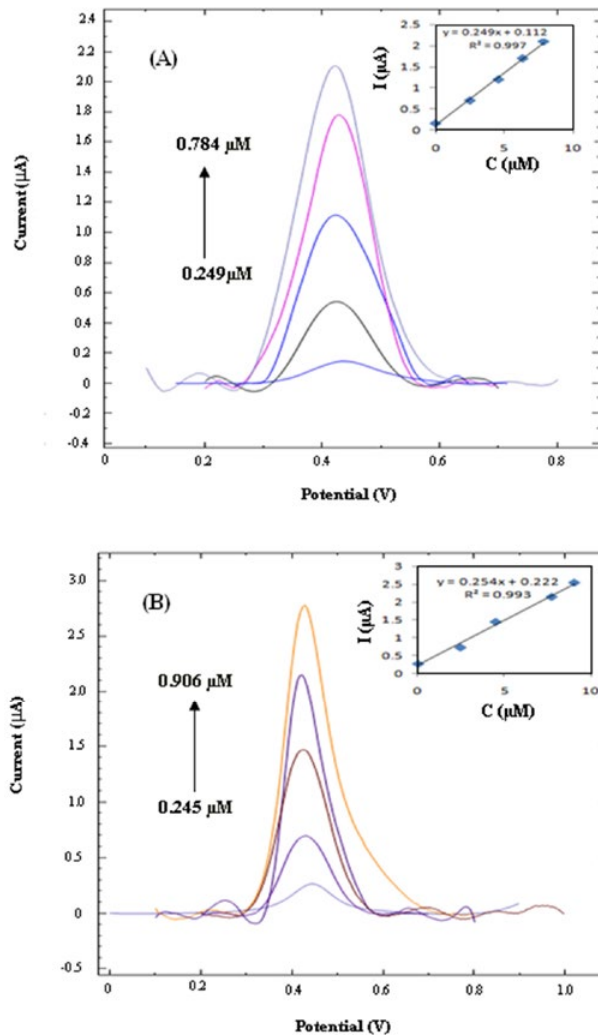 2.4
2.2
2.0
1.8
1.6
1.4
1.2
1.0
0.8
0.6
0.4
0.2
0
-0.2
-0.4
Current (µA)
(A)
0.784 µM
0.249µM
y = 0.249x + 0.112
R² = 0.997
I (µA)
2.5
2
1.5
1
0.5
0
0 5 10
C (µM)
0 0.2 0.4 0.6 0.8
Potential (V)
3.0
2.5
2.0
1.5
1.0
0.5
0
-0.5
Current (µA)
(B)
0.906 µM
0.245 µM
y = 0.254x + 0.222
R² = 0.993
I (µA)
3
2.5
2
1.5
1
0.5
0
0 5 10
C (µM)
0 0.2 0.4 0.6 0.8 1.0
Potential (V)